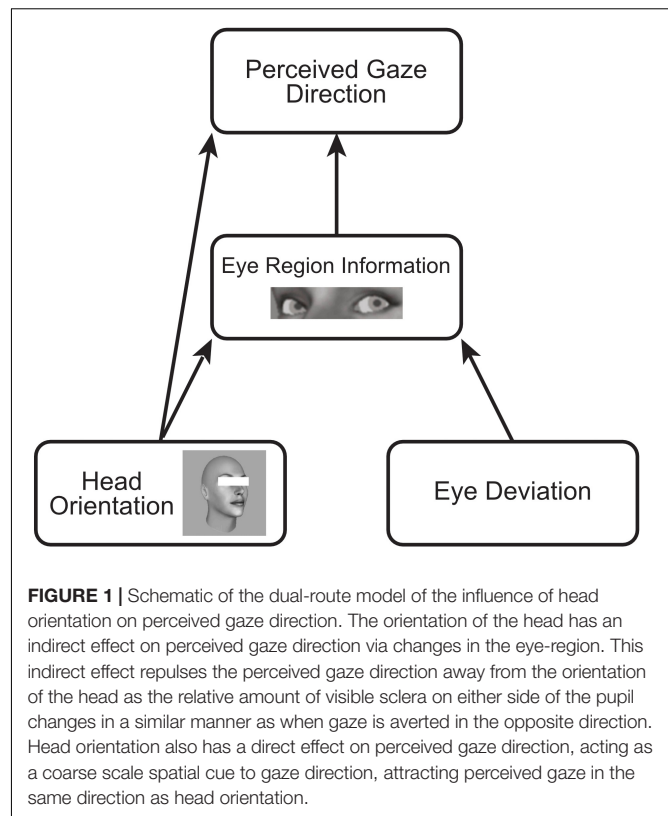 Perceived Gaze
Direction
Eye Region Information
Head
Orientation
Eye Deviation
FIGURE 1 | Schematic of the dual-route model of the influence of head
orientation on perceived gaze direction. The orientation of the head has an
indirect effect on perceived gaze direction via changes in the eye-region. This
indirect effect repulses the perceived gaze direction away from the orientation
of the head as the relative amount of visible sclera on either side of the pupil
changes in a similar manner as when gaze is averted in the opposite direction.
Head orientation also has a direct effect on perceived gaze direction, acting as
a coarse scale spatial cue to gaze direction, attracting perceived gaze in the
same direction as head orientation.